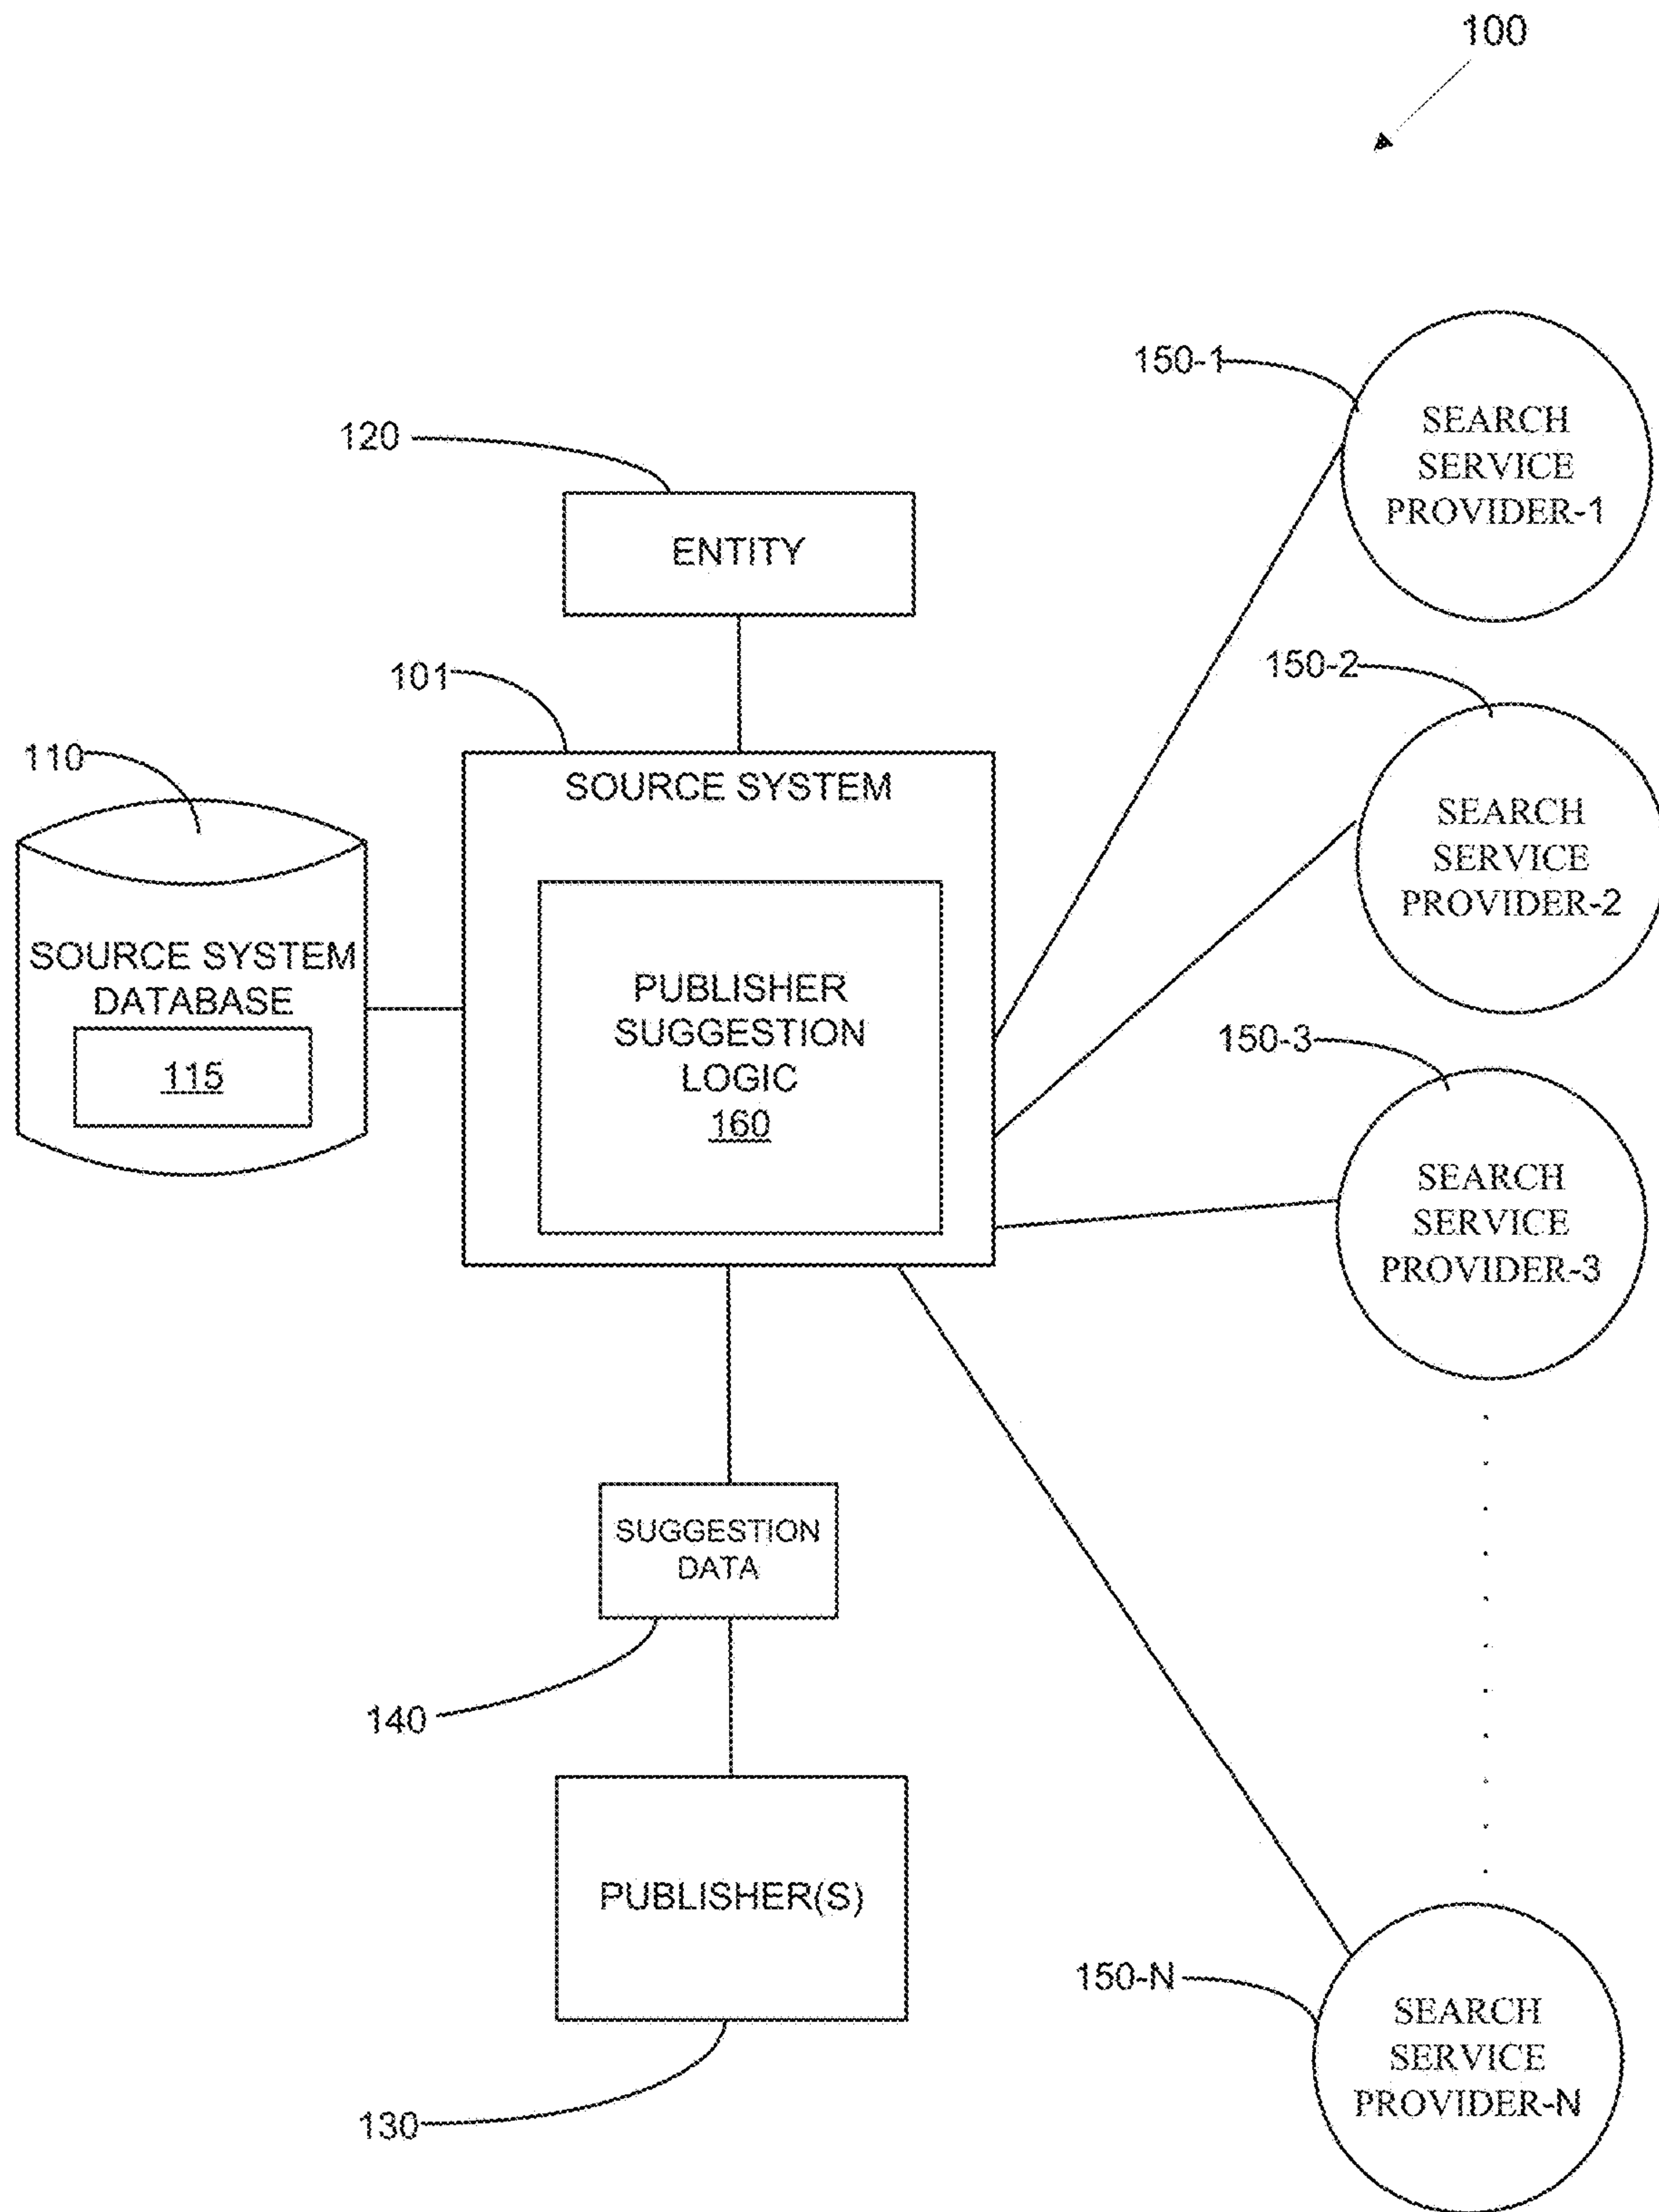 100
150-1
SEARCH
SERVICE
PROVIDER-1
120
ENTITY
150-2
101
SEARCH
SERVICE
PROVIDER-2
110
SOURCE SYSTEM
SOURCE SYSTEM
DATABASE
115
PUBLISHER
SUGGESTION
LOGIC
160
150-3
SEARCH
SERVICE
PROVIDER-3
SUGGESTION
DATA
140
PUBLISHER(S)
130
150-N
SEARCH
SERVICE
PROVIDER-N